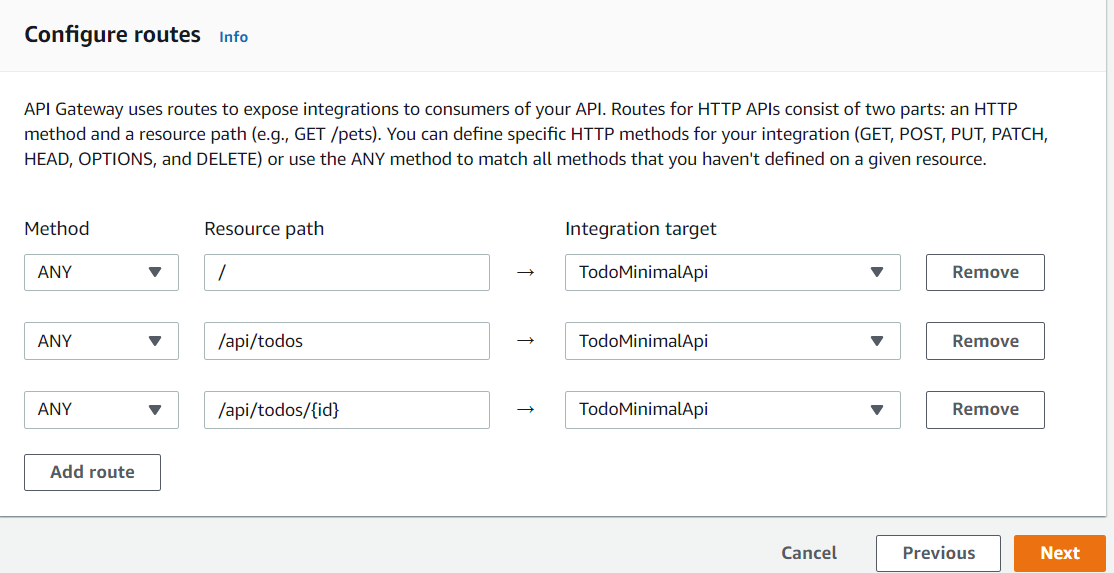 Configure routes Info
API Gateway uses routes to expose integrations to consumers of your API. Routes for HTTP APIs consist of two parts: an HTTP
method and a resource path (e.g., GET /pets). You can define specific HTTP methods for your integration (GET, POST, PUT, PATCH,
HEAD, OPTIONS, and DELETE) or use the ANY method to match all methods that you haven't defined on a given resource.
Method Resource path Integration target
ANY / → TodoMinimalApi Remove
ANY /api/todos → TodoMinimalApi Remove
ANY /api/todos/{id} → TodoMinimalApi Remove
Add route
Cancel Previous Next